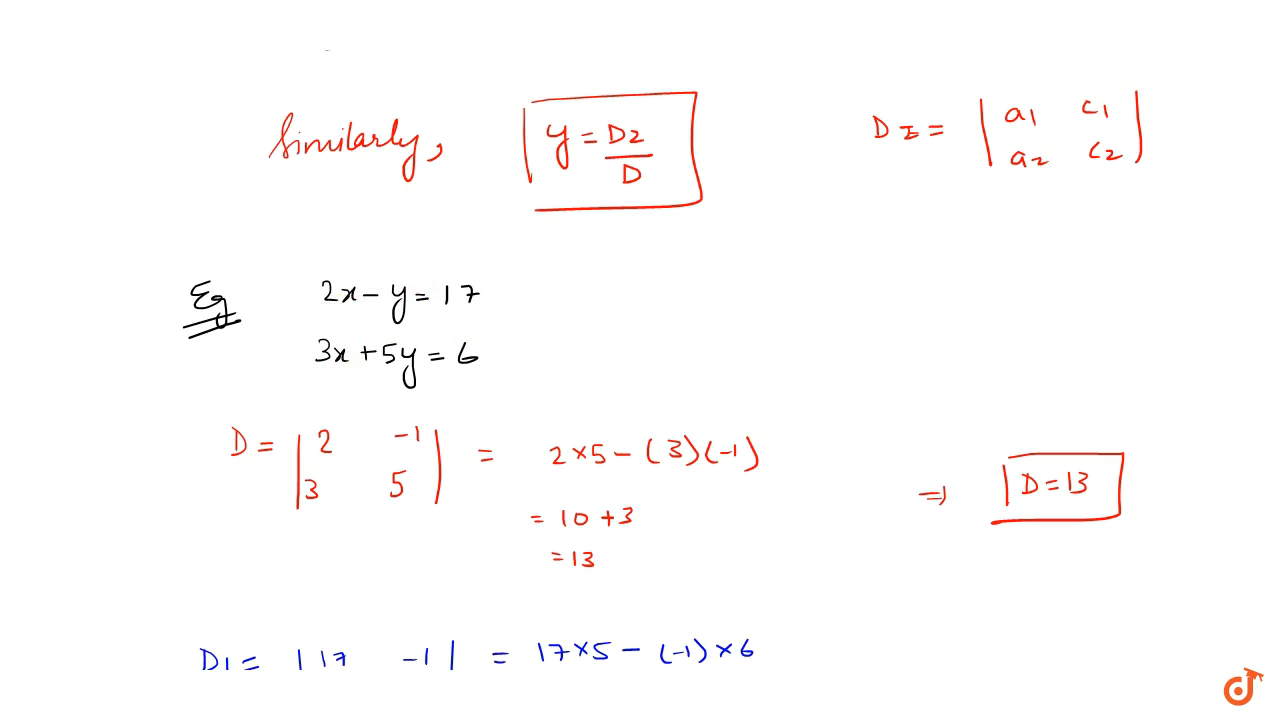 Similarly, y = D2/D    D2 = | a1 c1 |
| a2 c2 |
Eg 2x - y = 17
3x + 5y = 6
D = | 2 -1 | = 2×5 - (3)(-1)
| 3 5 | ⇒ D = 13
= 10 + 3
= 13
D1 = | 17 -1 | = 17×5 - (-1)×6